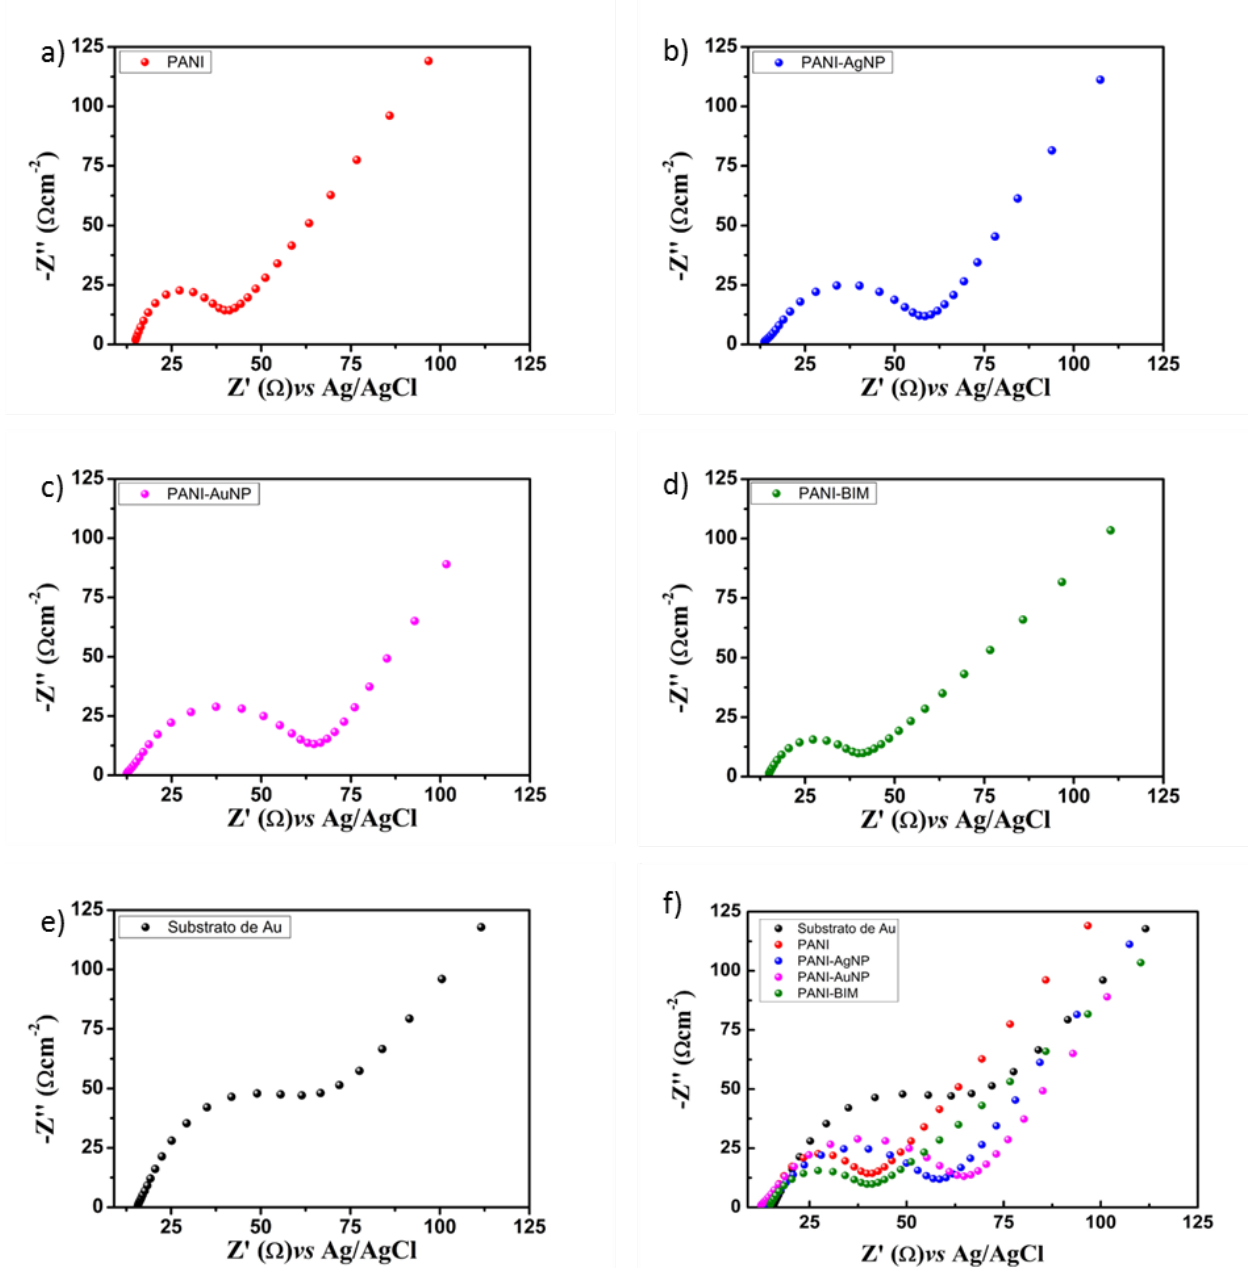 a)
PANI
125
100
75
50
25
0
-Z'' (Ωcm⁻²)
25 50 75 100 125
Z' (Ω)vs Ag/AgCl
b)
PANI-AgNP
125
100
75
50
25
0
-Z'' (Ωcm⁻²)
25 50 75 100 125
Z' (Ω)vs Ag/AgCl
c)
PANI-AuNP
125
100
75
50
25
0
-Z'' (Ωcm⁻²)
25 50 75 100 125
Z' (Ω)vs Ag/AgCl
d)
PANI-BIM
125
100
75
50
25
0
-Z'' (Ωcm⁻²)
25 50 75 100 125
Z' (Ω)vs Ag/AgCl
e)
Substrato de Au
125
100
75
50
25
0
-Z'' (Ωcm⁻²)
25 50 75 100 125
Z' (Ω)vs Ag/AgCl
f)
Substrato de Au
PANI
PANI-AgNP
PANI-AuNP
PANI-BIM
125
100
75
50
25
0
-Z'' (Ωcm⁻²)
25 50 75 100 125
Z' (Ω)vs Ag/AgCl